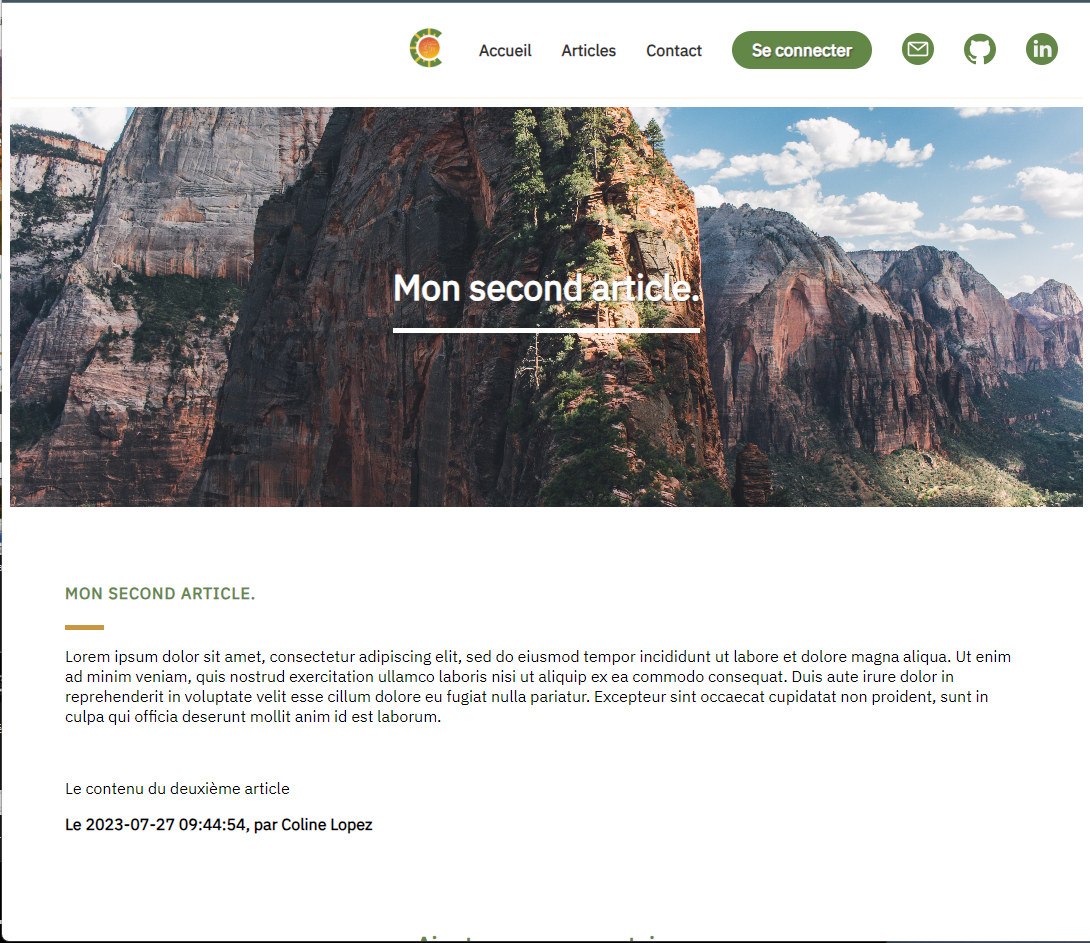 Accueil Articles Contact Se connecter in
Mon second article.
MON SECOND ARTICLE.
Lorem ipsum dolor sit amet, consectetur adipiscing elit, sed do eiusmod tempor incididunt ut labore et dolore magna aliqua. Ut enim
ad minim veniam, quis nostrud exercitation ullamco laboris nisi ut aliquip ex ea commodo consequat. Duis aute irure dolor in
reprehenderit in voluptate velit esse cillum dolore eu fugiat nulla pariatur. Excepteur sint occaecat cupidatat non proident, sunt in
culpa qui officia deserunt mollit anim id est laborum.
Le contenu du deuxième article
Le 2023-07-27 09:44:54, par Coline Lopez